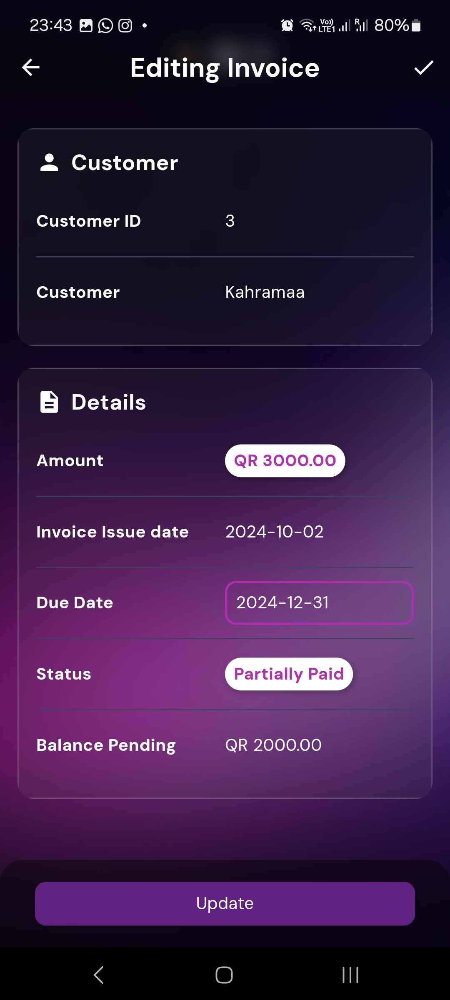 23:43
Vo)) LTE1 R 80%
Editing Invoice
Customer
Customer ID 3
Customer Kahramaa
Details
Amount QR 3000.00
Invoice Issue date 2024-10-02
Due Date 2024-12-31
Status Partially Paid
Balance Pending QR 2000.00
Update